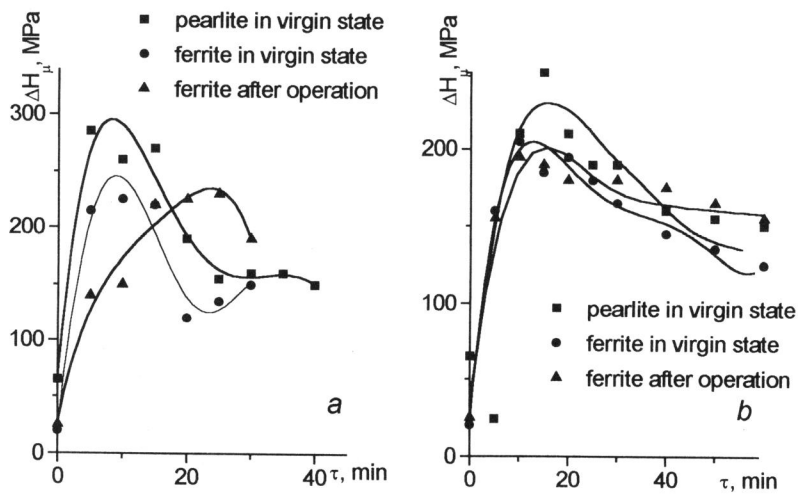 pearlite in virgin state
ferrite in virgin state
ferrite after operation
ΔHμ, MPa
300
200
100
0
0
20
40
τ, min
a
ΔHμ, MPa
200
100
0
0
20
40
τ, min
pearlite in virgin state
ferrite in virgin state
ferrite after operation
b